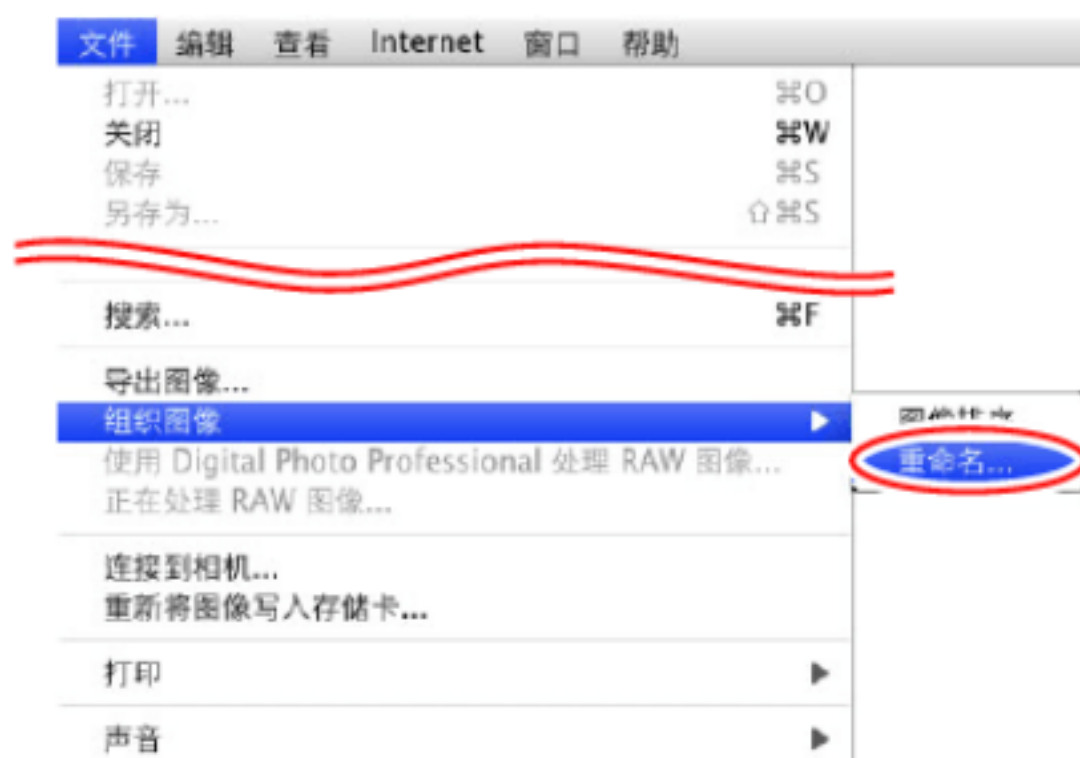 文件 编辑 查看 Internet 窗口 帮助
打开... ⌘O
关闭 ⌘W
保存 ⌘S
另存为... ⇧⌘S
搜索... ⌘F
导出图像...
组织图像
重命名...
使用 Digital Photo Professional 处理 RAW 图像...
正在处理 RAW 图像...
连接到相机...
重新将图像写入存储卡...
打印
声音